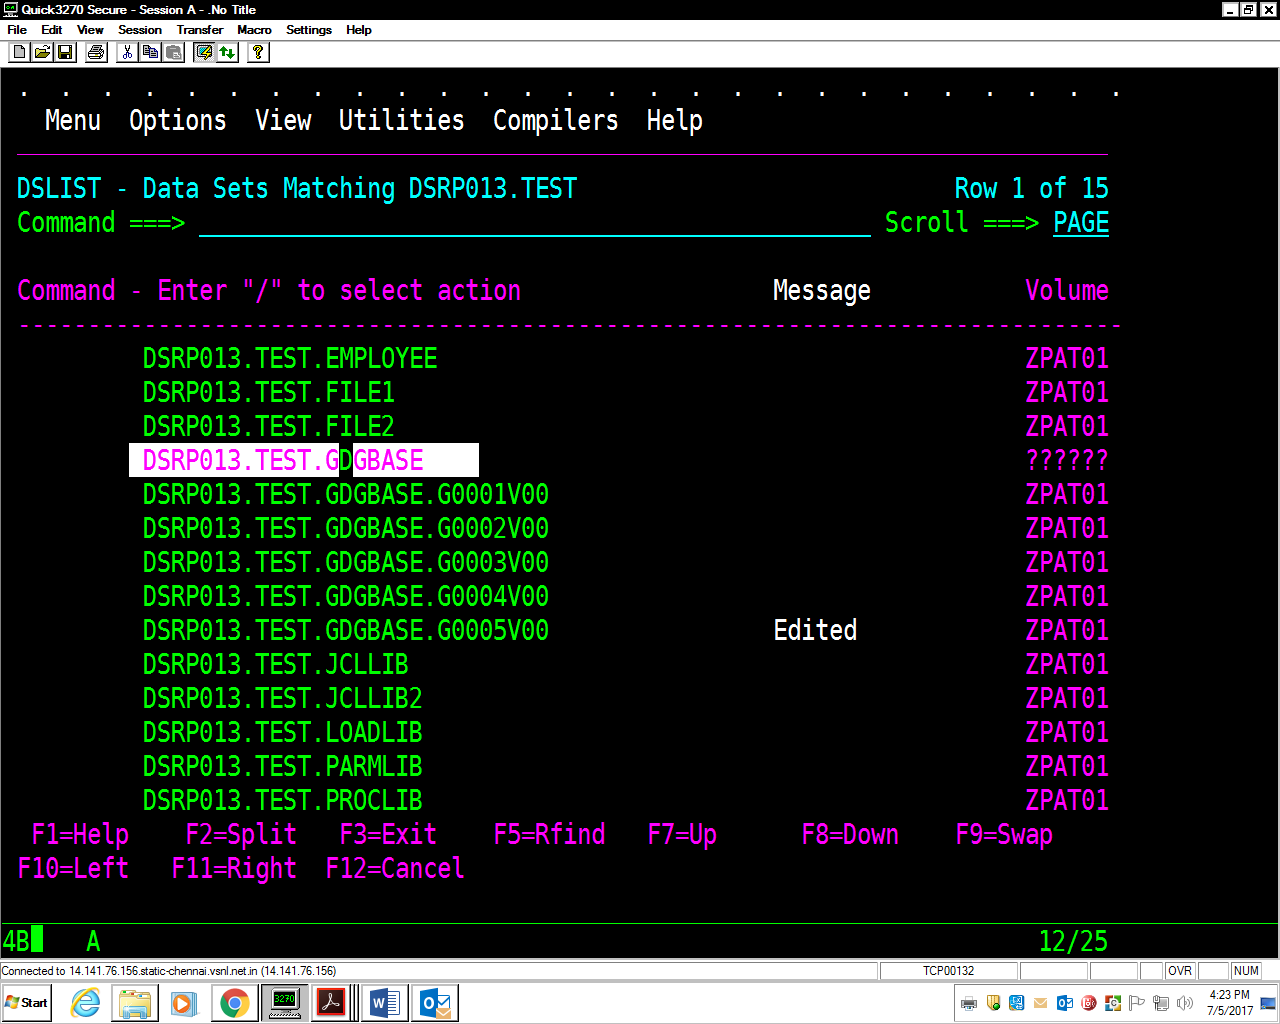 Quick3270 Secure - Session A - .No Title
File Edit View Session Transfer Macro Settings Help
. . . . . . . . . . . . . . . . . . . . . . . . . . .
Menu Options View Utilities Compilers Help
DSLIST - Data Sets Matching DSRP013.TEST Row 1 of 15
Command ===> Scroll ===> PAGE
Command - Enter "/" to select action Message Volume
-------------------------------------------------------------------------------
DSRP013.TEST.EMPLOYEE ZPAT01
DSRP013.TEST.FILE1 ZPAT01
DSRP013.TEST.FILE2 ZPAT01
DSRP013.TEST.GDGBASE ??????
DSRP013.TEST.GDGBASE.G0001V00 ZPAT01
DSRP013.TEST.GDGBASE.G0002V00 ZPAT01
DSRP013.TEST.GDGBASE.G0003V00 ZPAT01
DSRP013.TEST.GDGBASE.G0004V00 ZPAT01
DSRP013.TEST.GDGBASE.G0005V00 Edited ZPAT01
DSRP013.TEST.JCLLIB ZPAT01
DSRP013.TEST.JCLLIB2 ZPAT01
DSRP013.TEST.LOADLIB ZPAT01
DSRP013.TEST.PARMLIB ZPAT01
DSRP013.TEST.PROCLIB ZPAT01
F1=Help F2=Split F3=Exit F5=Rfind F7=Up F8=Down F9=Swap
F10=Left F11=Right F12=Cancel
4B A 12/25
Connected to 14.141.76.156.static-chennai.vsnl.net.in (14.141.76.156) TCP00132 OVR NUM
Start 3270 4:23 PM
7/5/2017